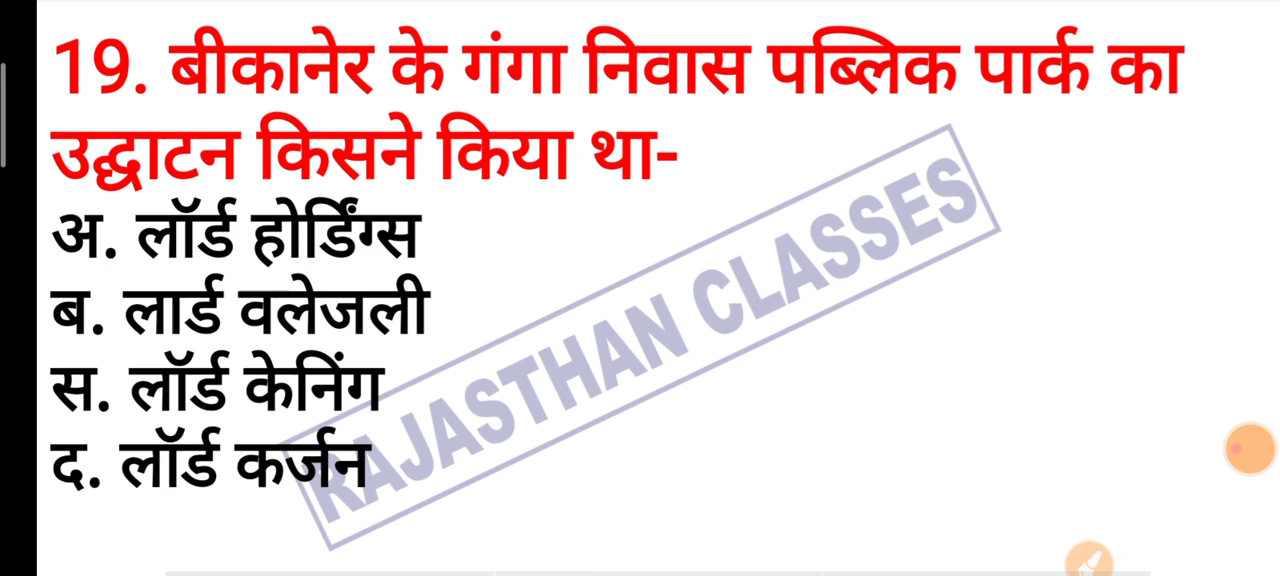 19. बीकानेर के गंगा निवास पब्लिक पार्क का
उद्घाटन किसने किया था-
अ. लॉर्ड होर्डिंग्स
ब. लार्ड वलेजली
स. लॉर्ड केनिंग
द. लॉर्ड कर्जन
RAJASTHAN CLASSES